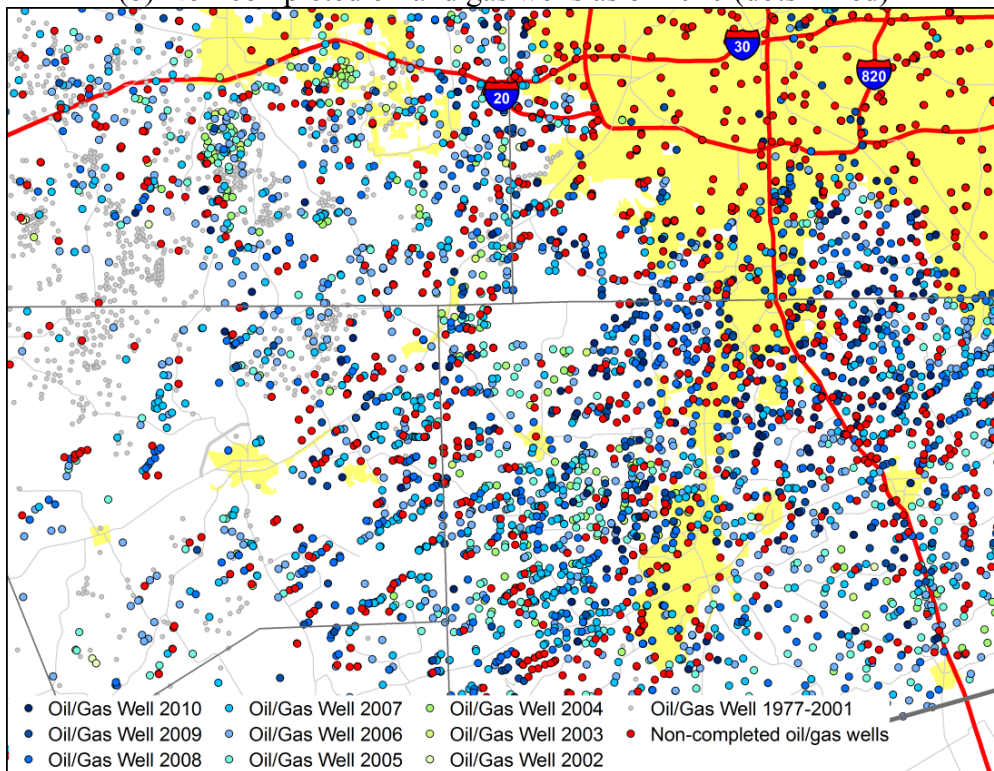 30
820
20
Oil/Gas Well 2010 Oil/Gas Well 2007 Oil/Gas Well 2004 Oil/Gas Well 1977-2001
Oil/Gas Well 2009 Oil/Gas Well 2006 Oil/Gas Well 2003 Non-completed oil/gas wells
Oil/Gas Well 2008 Oil/Gas Well 2005 Oil/Gas Well 2002